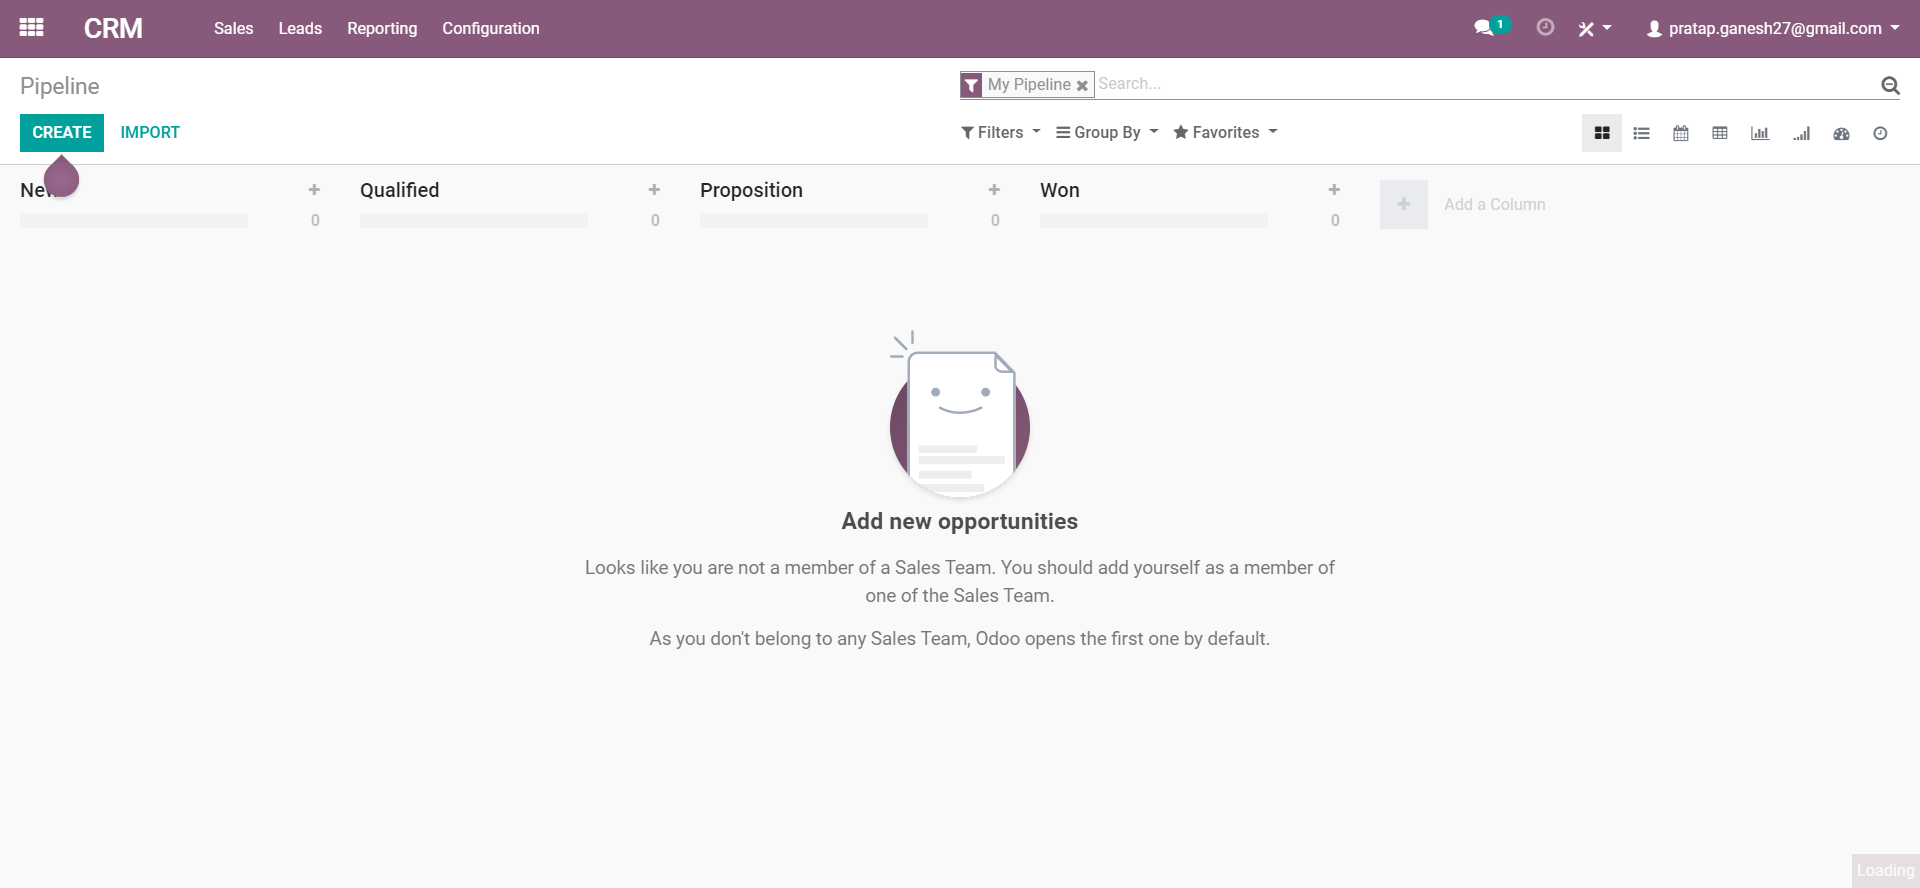 CRM Sales Leads Reporting Configuration 1 pratap.ganesh27@gmail.com
Pipeline My Pipeline Search...
CREATE IMPORT Filters Group By Favorites
New Qualified Proposition Won Add a Column
0 0 0 0
Add new opportunities
Looks like you are not a member of a Sales Team. You should add yourself as a member of
one of the Sales Team.
As you don't belong to any Sales Team, Odoo opens the first one by default.
Loading